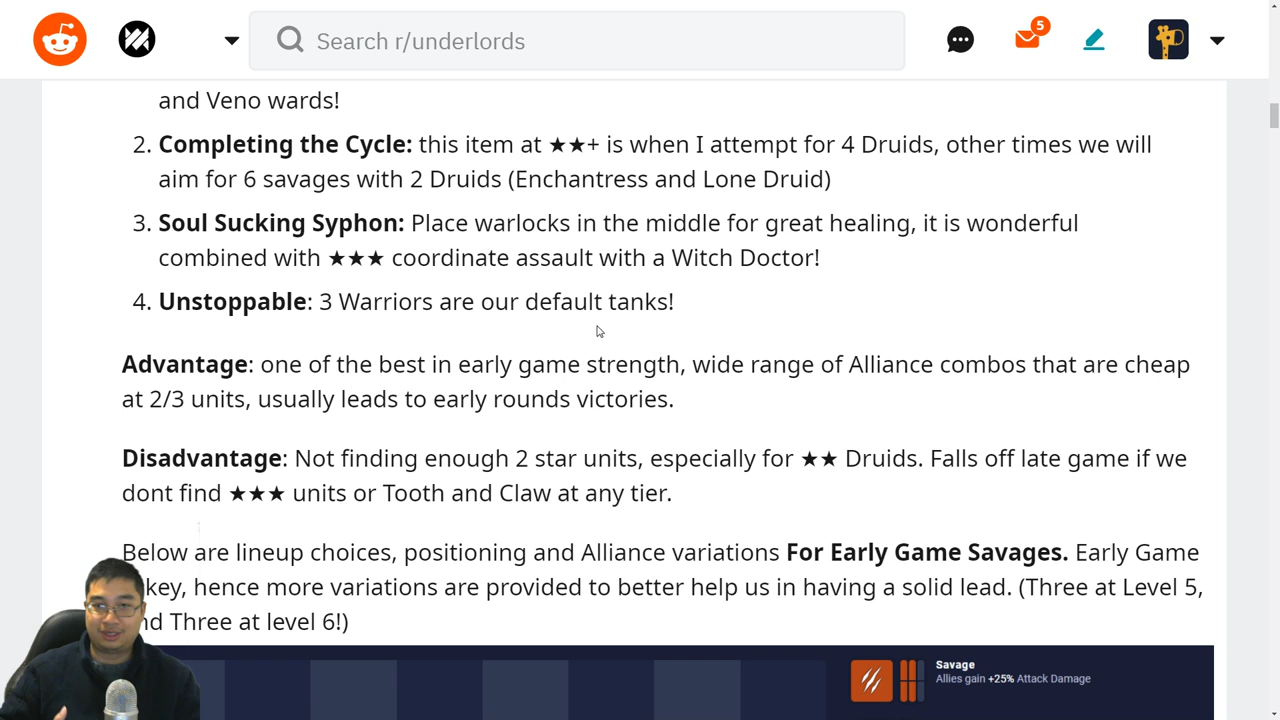 Search r/underlords
5
and Veno wards!
2. Completing the Cycle: this item at ★★+ is when I attempt for 4 Druids, other times we will
aim for 6 savages with 2 Druids (Enchantress and Lone Druid)
3. Soul Sucking Syphon: Place warlocks in the middle for great healing, it is wonderful
combined with ★★★ coordinate assault with a Witch Doctor!
4. Unstoppable: 3 Warriors are our default tanks!
Advantage: one of the best in early game strength, wide range of Alliance combos that are cheap
at 2/3 units, usually leads to early rounds victories.
Disadvantage: Not finding enough 2 star units, especially for ★★ Druids. Falls off late game if we
dont find ★★★ units or Tooth and Claw at any tier.
Below are lineup choices, positioning and Alliance variations For Early Game Savages. Early Game
key, hence more variations are provided to better help us in having a solid lead. (Three at Level 5,
nd Three at level 6!)
Savage
Allies gain +25% Attack Damage